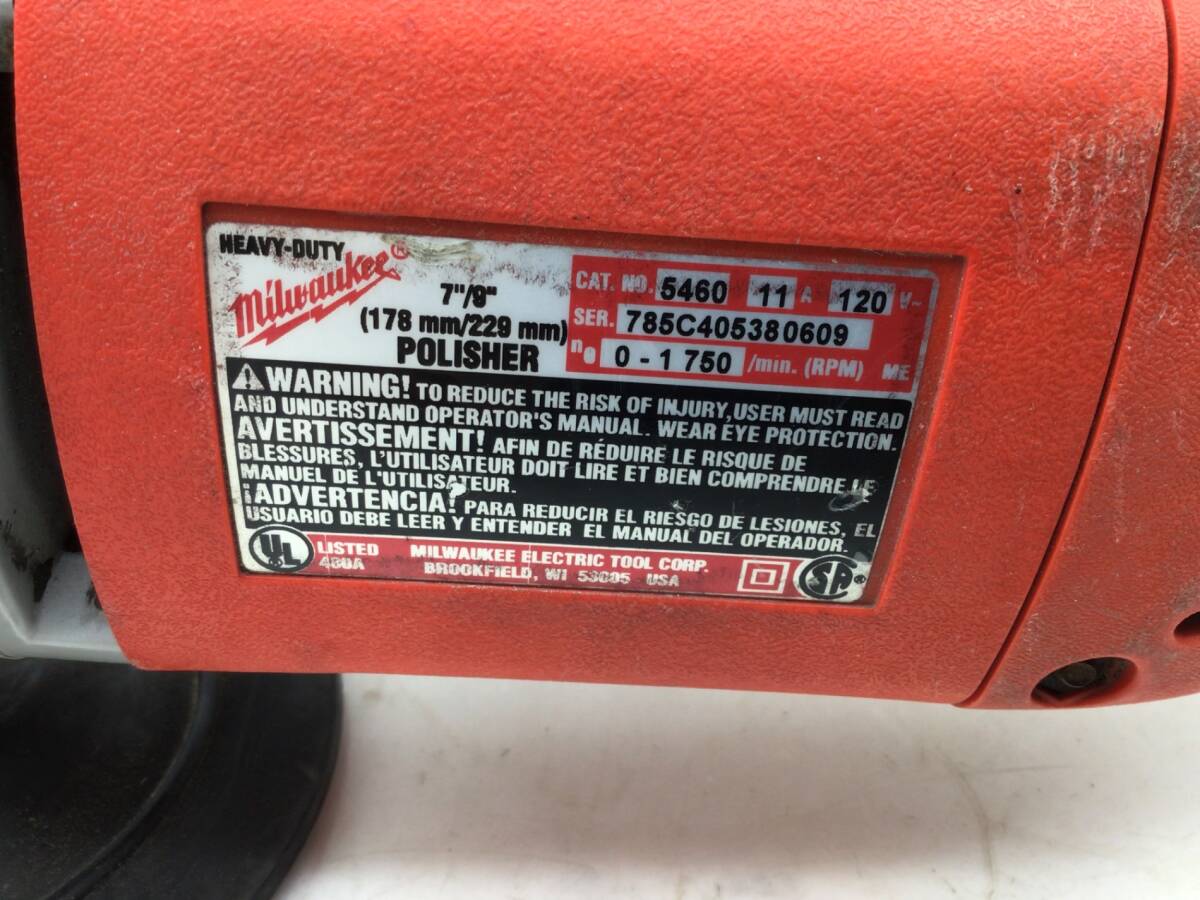 HEAVY-DUTY
Milwaukee®
7"/9"
(178 mm/229 mm)
POLISHER
CAT. NO. 5460 11 A 120 V~
SER. 785C405380609
n0 0 - 1 750 /min. (RPM) ME
WARNING! TO REDUCE THE RISK OF INJURY, USER MUST READ
AND UNDERSTAND OPERATOR'S MANUAL. WEAR EYE PROTECTION.
AVERTISSEMENT! AFIN DE RÉDUIRE LE RISQUE DE
BLESSURES, L'UTILISATEUR DOIT LIRE ET BIEN COMPRENDRE LE
MANUEL DE L'UTILISATEUR.
¡ADVERTENCIA! PARA REDUCIR EL RIESGO DE LESIONES, EL
USUARIO DEBE LEER Y ENTENDER EL MANUAL DEL OPERADOR.
UL
LISTED
430A
MILWAUKEE ELECTRIC TOOL CORP.
BROOKFIELD, WI 53005 USA
SA®